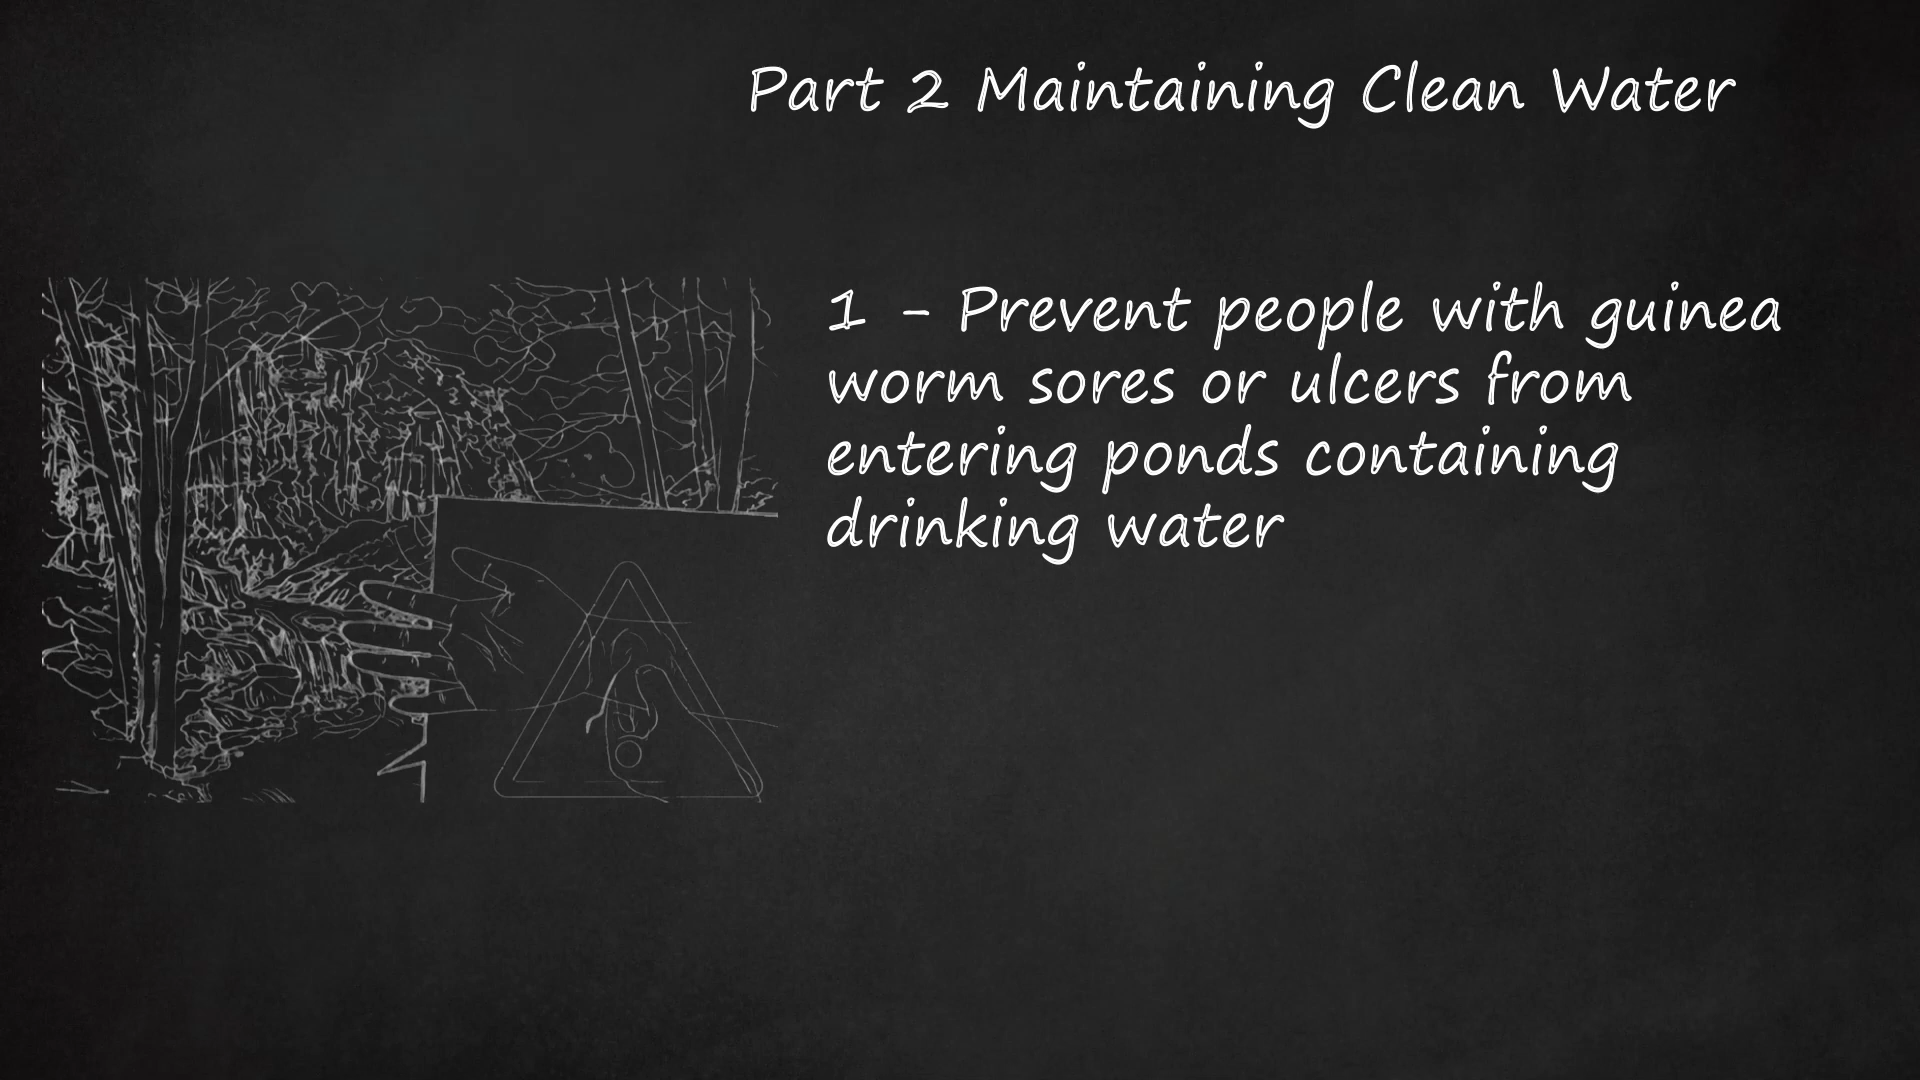 Part 2 Maintaining Clean Water
1 - Prevent people with guinea
worm sores or ulcers from
entering ponds containing
drinking water